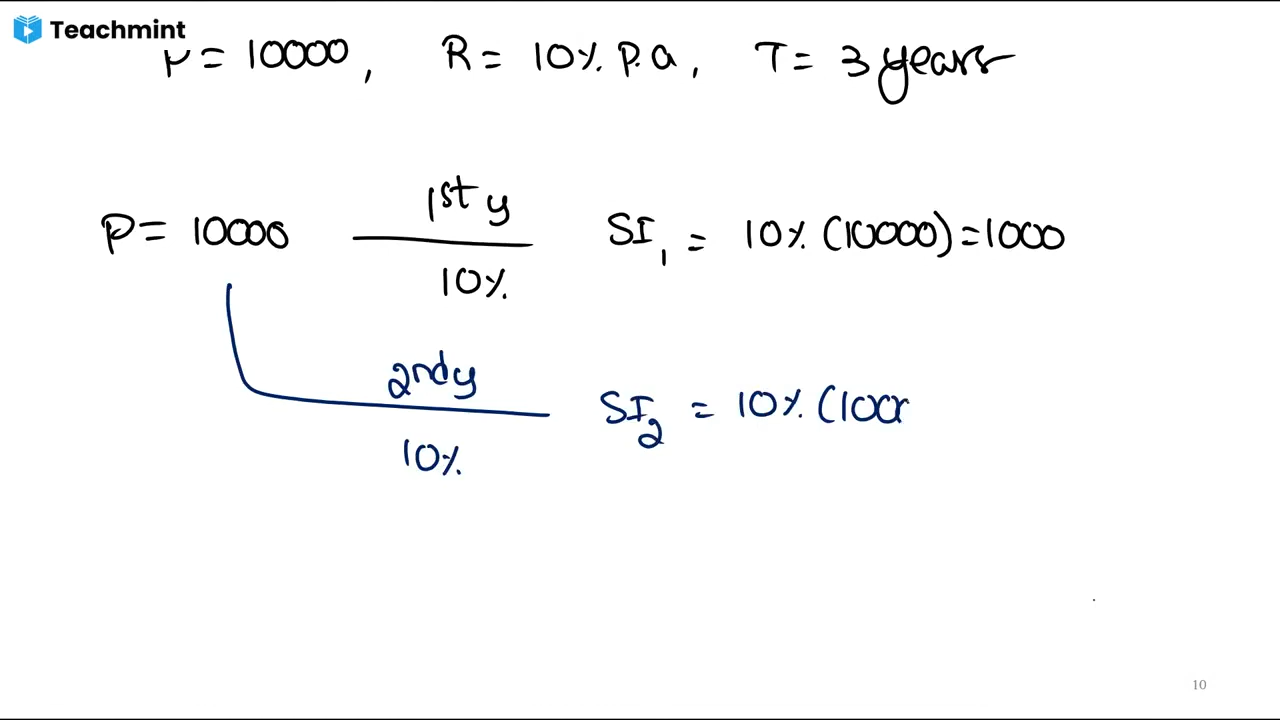 Teachmint
P = 10000, R = 10% p.a, T = 3 years
P = 10000 1st y SI1 = 10% (10000) = 1000
10%
2nd y SI2 = 10% (100
10%
10